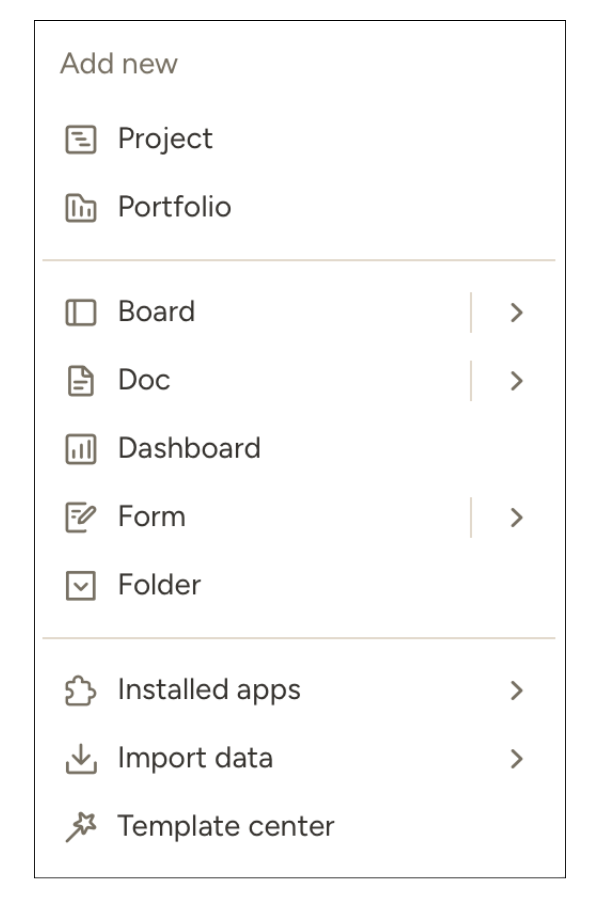 Add new
Project
Portfolio
Board
Doc
Dashboard
Form
Folder
Installed apps
Import data
Template center